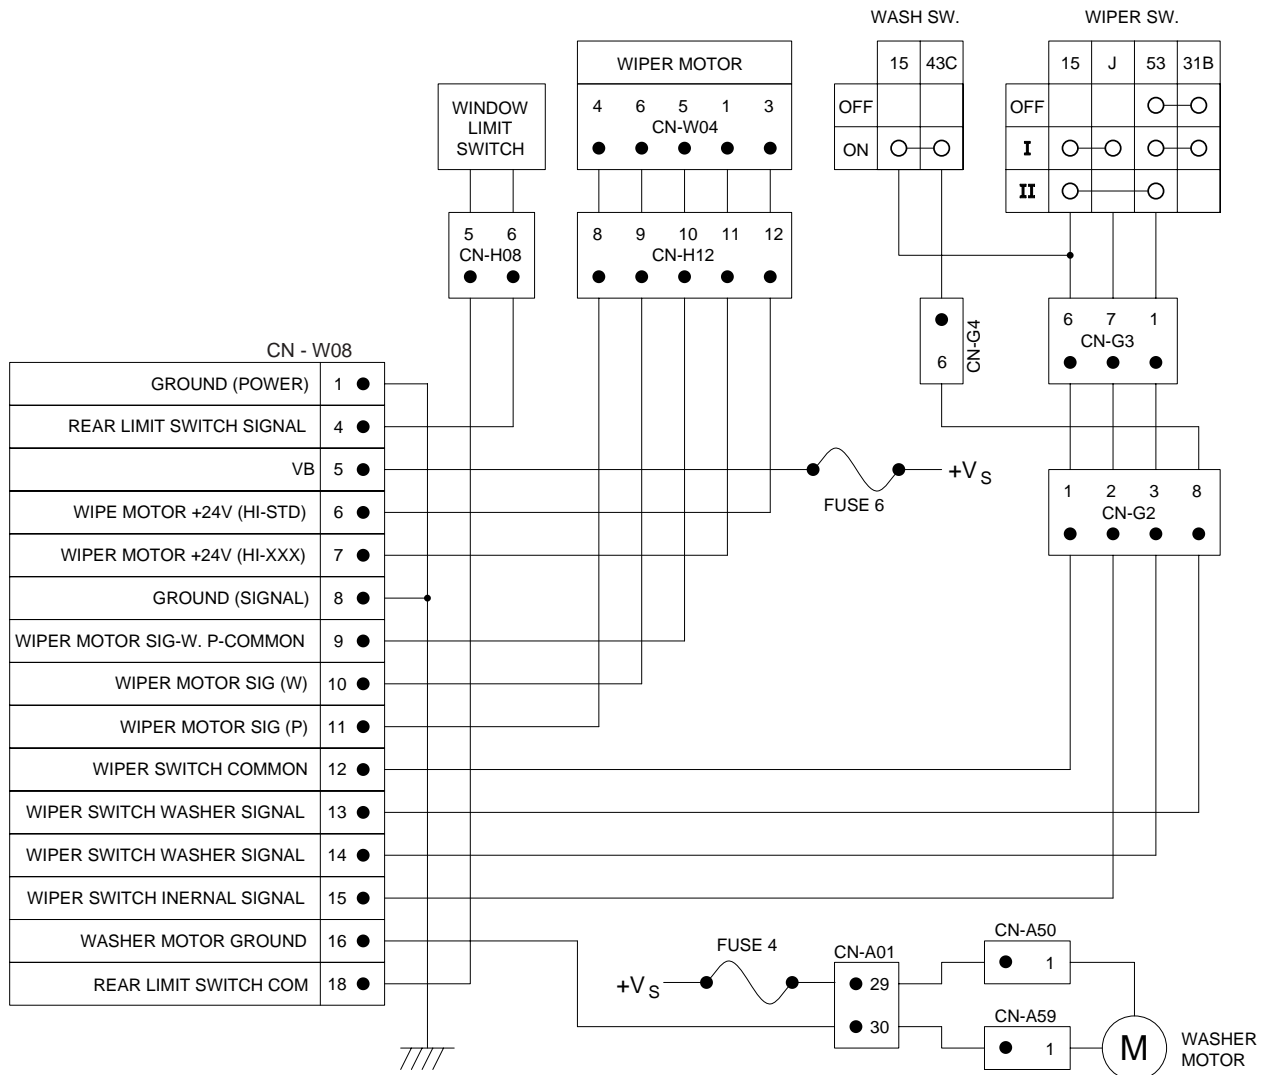 WASH SW.
WIPER SW.
WIPER MOTOR
15 43C
15 J 53 31B
WINDOW
LIMIT
SWITCH
4 6 5 1 3
CN-W04
OFF
ON
OFF
I
II
5 6
CN-H08
8 9 10 11 12
CN-H12
6
CN-G4
6 7 1
CN-G3
1 2 3 8
CN-G2
CN - W08
GROUND (POWER) 1
REAR LIMIT SWITCH SIGNAL 4
VB 5
WIPE MOTOR +24V (HI-STD) 6
WIPER MOTOR +24V (HI-XXX) 7
GROUND (SIGNAL) 8
WIPER MOTOR SIG-W. P-COMMON 9
WIPER MOTOR SIG (W) 10
WIPER MOTOR SIG (P) 11
WIPER SWITCH COMMON 12
WIPER SWITCH WASHER SIGNAL 13
WIPER SWITCH WASHER SIGNAL 14
WIPER SWITCH INERNAL SIGNAL 15
WASHER MOTOR GROUND 16
REAR LIMIT SWITCH COM 18
+VS
FUSE 6
FUSE 4
+VS
CN-A01
29
30
CN-A50
1
CN-A59
1
M
WASHER
MOTOR